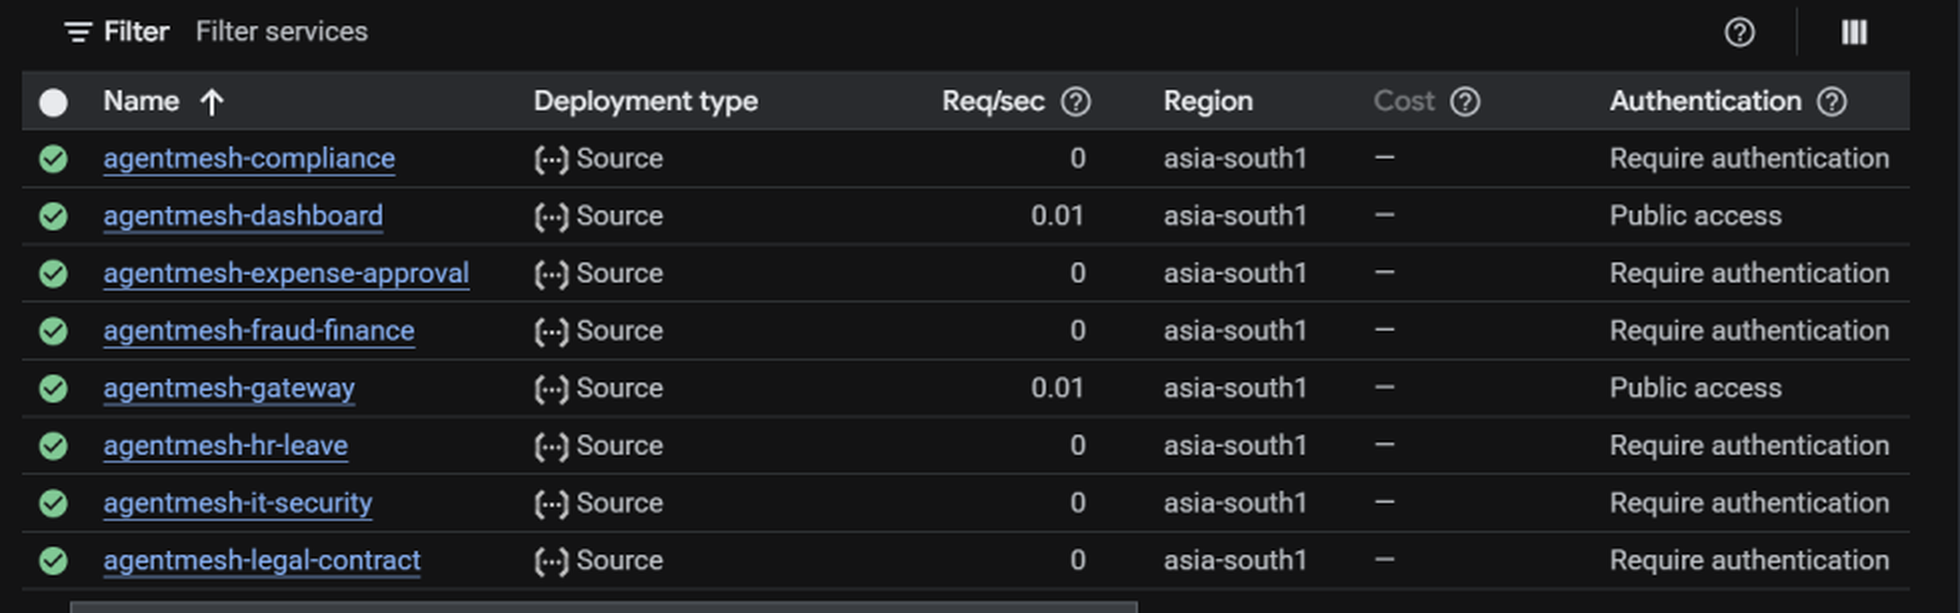 Filter Filter services
Name Deployment type Req/sec Region Cost Authentication
agentmesh-compliance Source 0 asia-south1 — Require authentication
agentmesh-dashboard Source 0.01 asia-south1 — Public access
agentmesh-expense-approval Source 0 asia-south1 — Require authentication
agentmesh-fraud-finance Source 0 asia-south1 — Require authentication
agentmesh-gateway Source 0.01 asia-south1 — Public access
agentmesh-hr-leave Source 0 asia-south1 — Require authentication
agentmesh-it-security Source 0 asia-south1 — Require authentication
agentmesh-legal-contract Source 0 asia-south1 — Require authentication